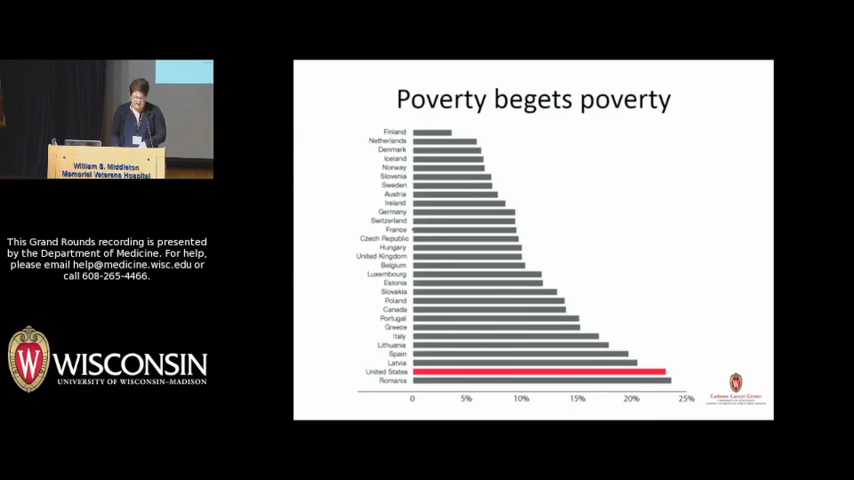 William S. Middleton
Memorial Veterans Hospital
This Grand Rounds recording is presented
by the Department of Medicine. For help,
please email help@medicine.wisc.edu or
call 608-265-4466.
W WISCONSIN
UNIVERSITY OF WISCONSIN-MADISON
Poverty begets poverty
Finland
Netherlands
Denmark
Iceland
Norway
Slovenia
Sweden
Austria
Ireland
Germany
Switzerland
France
Czech Republic
Hungary
United Kingdom
Belgium
Luxembourg
Estonia
Slovakia
Poland
Canada
Portugal
Greece
Italy
Lithuania
Spain
Latvia
United States
Romania
0 5% 10% 15% 20% 25%
Carbone Cancer Center